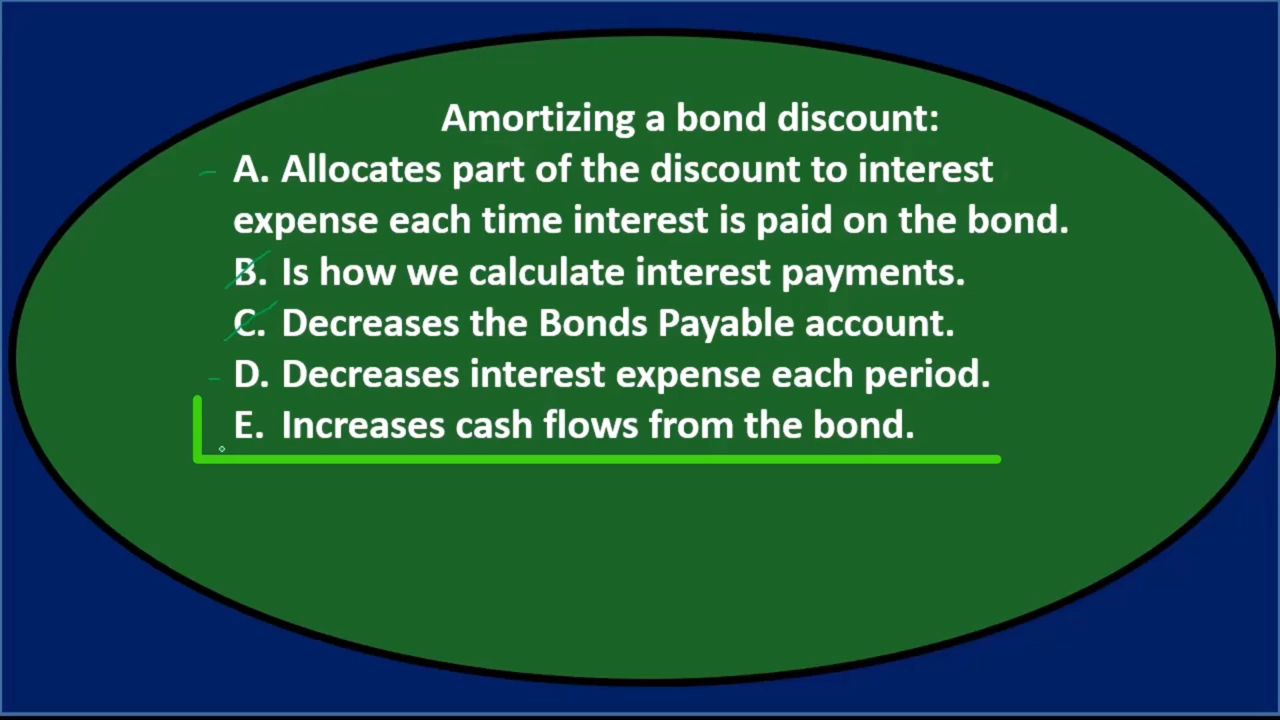 Amortizing a bond discount:
A. Allocates part of the discount to interest
expense each time interest is paid on the bond.
B. Is how we calculate interest payments.
C. Decreases the Bonds Payable account.
D. Decreases interest expense each period.
E. Increases cash flows from the bond.